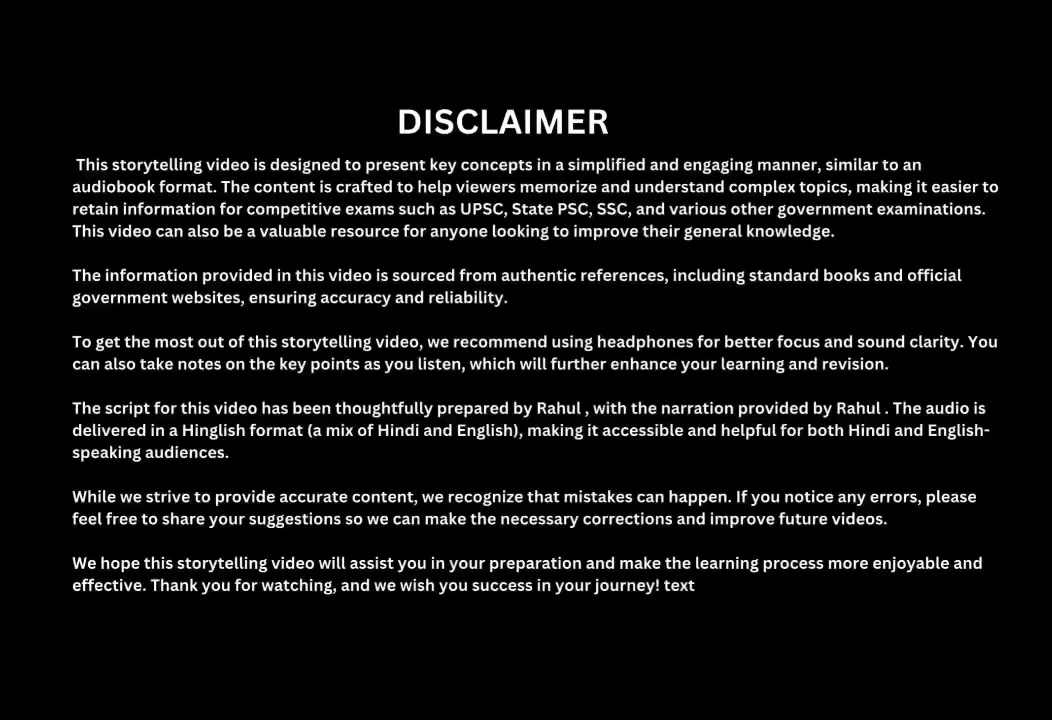 DISCLAIMER
This storytelling video is designed to present key concepts in a simplified and engaging manner, similar to an
audiobook format. The content is crafted to help viewers memorize and understand complex topics, making it easier to
retain information for competitive exams such as UPSC, State PSC, SSC, and various other government examinations.
This video can also be a valuable resource for anyone looking to improve their general knowledge.
The information provided in this video is sourced from authentic references, including standard books and official
government websites, ensuring accuracy and reliability.
To get the most out of this storytelling video, we recommend using headphones for better focus and sound clarity. You
can also take notes on the key points as you listen, which will further enhance your learning and revision.
The script for this video has been thoughtfully prepared by Rahul , with the narration provided by Rahul . The audio is
delivered in a Hinglish format (a mix of Hindi and English), making it accessible and helpful for both Hindi and English-
speaking audiences.
While we strive to provide accurate content, we recognize that mistakes can happen. If you notice any errors, please
feel free to share your suggestions so we can make the necessary corrections and improve future videos.
We hope this storytelling video will assist you in your preparation and make the learning process more enjoyable and
effective. Thank you for watching, and we wish you success in your journey! text